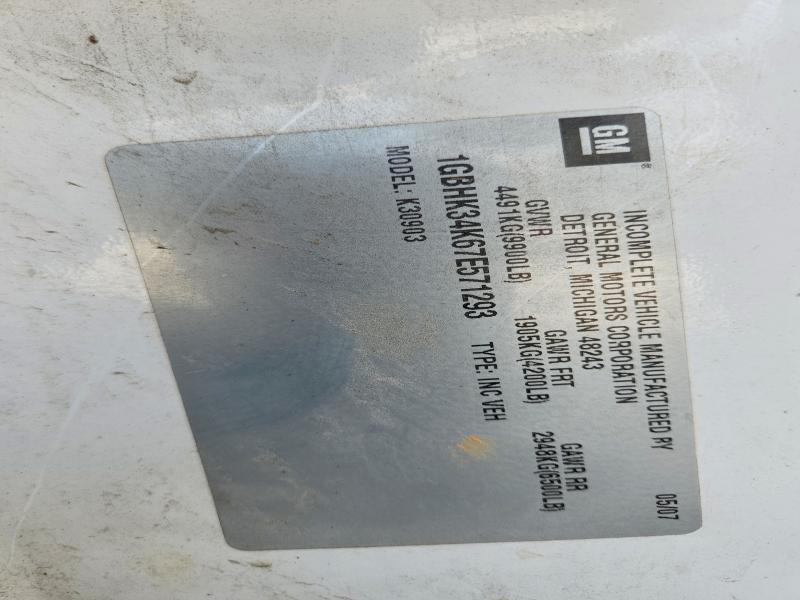 GM®
INCOMPLETE VEHICLE MANUFACTURED BY 05/07
GENERAL MOTORS CORPORATION
DETROIT, MICHIGAN 48243
GVWR GAWR FRT GAWR RR
4491KG(9900LB) 1905KG(4200LB) 2948KG(6500LB)
1GBHK34K67E571293 TYPE: INC VEH
MODEL: K30903